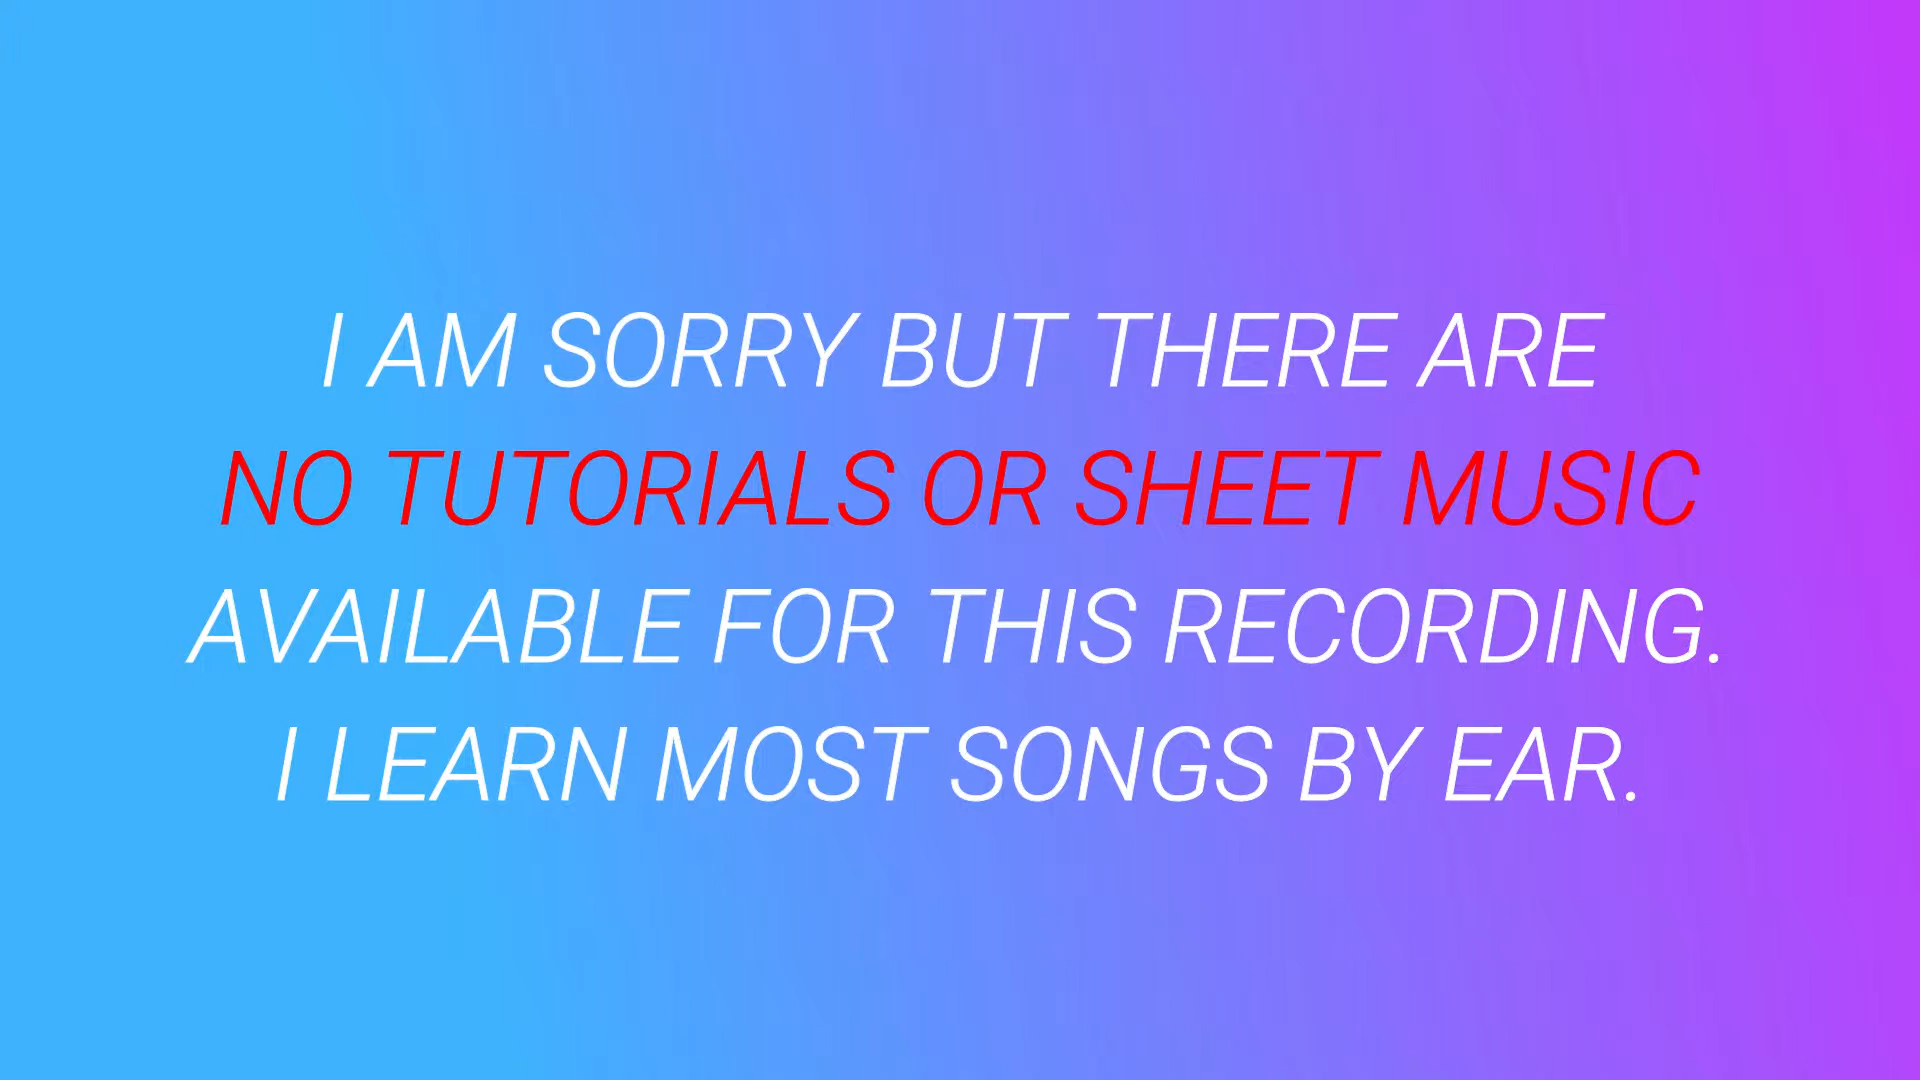 I AM SORRY BUT THERE ARE
NO TUTORIALS OR SHEET MUSIC
AVAILABLE FOR THIS RECORDING.
I LEARN MOST SONGS BY EAR.